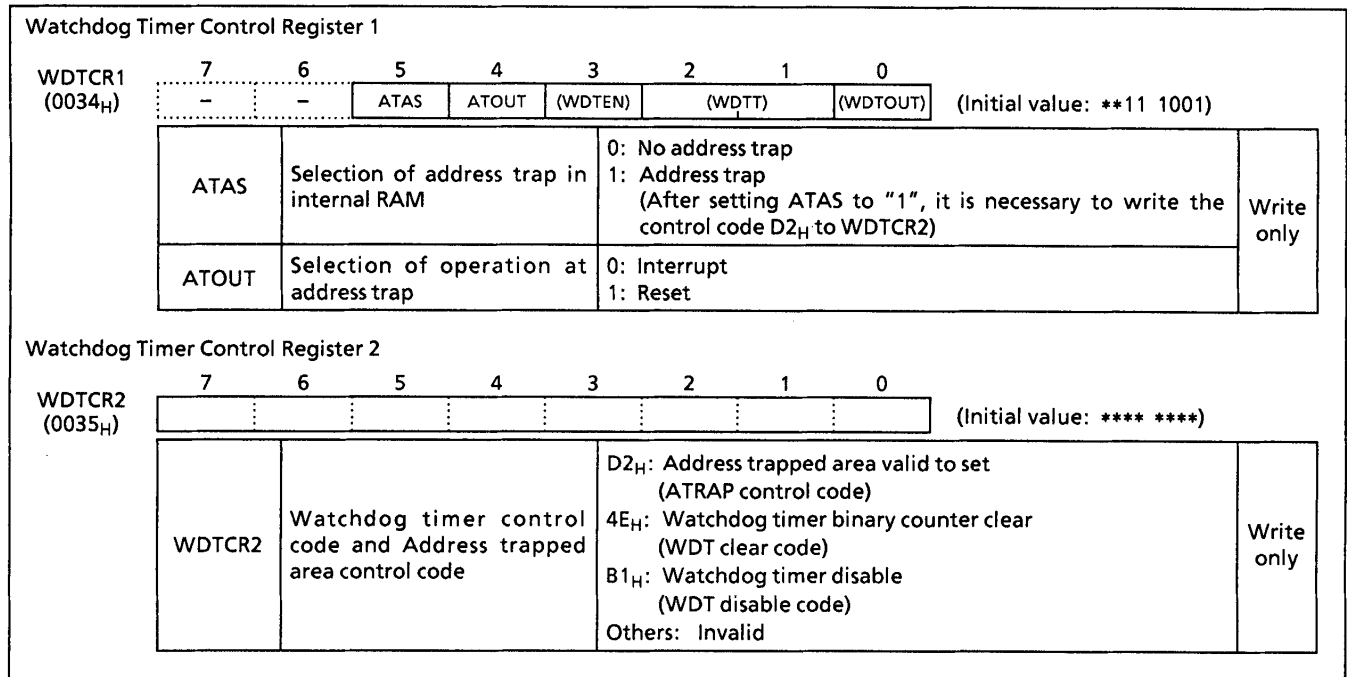 Watchdog Timer Control Register 1
7 6 5 4 3 2 1 0
WDTCR1
(0034H)
– – ATAS ATOUT (WDTEN) (WDTT) (WDTOUT) (Initial value: **11 1001)
ATAS
Selection of address trap in
internal RAM
0: No address trap
1: Address trap
(After setting ATAS to "1", it is necessary to write the
control code D2H to WDTCR2)
Write
only
ATOUT
Selection of operation at
address trap
0: Interrupt
1: Reset
Watchdog Timer Control Register 2
7 6 5 4 3 2 1 0
WDTCR2
(0035H)
(Initial value: **** ****)
WDTCR2
Watchdog timer control
code and Address trapped
area control code
D2H: Address trapped area valid to set
(ATRAP control code)
4EH: Watchdog timer binary counter clear
(WDT clear code)
B1H: Watchdog timer disable
(WDT disable code)
Others: Invalid
Write
only